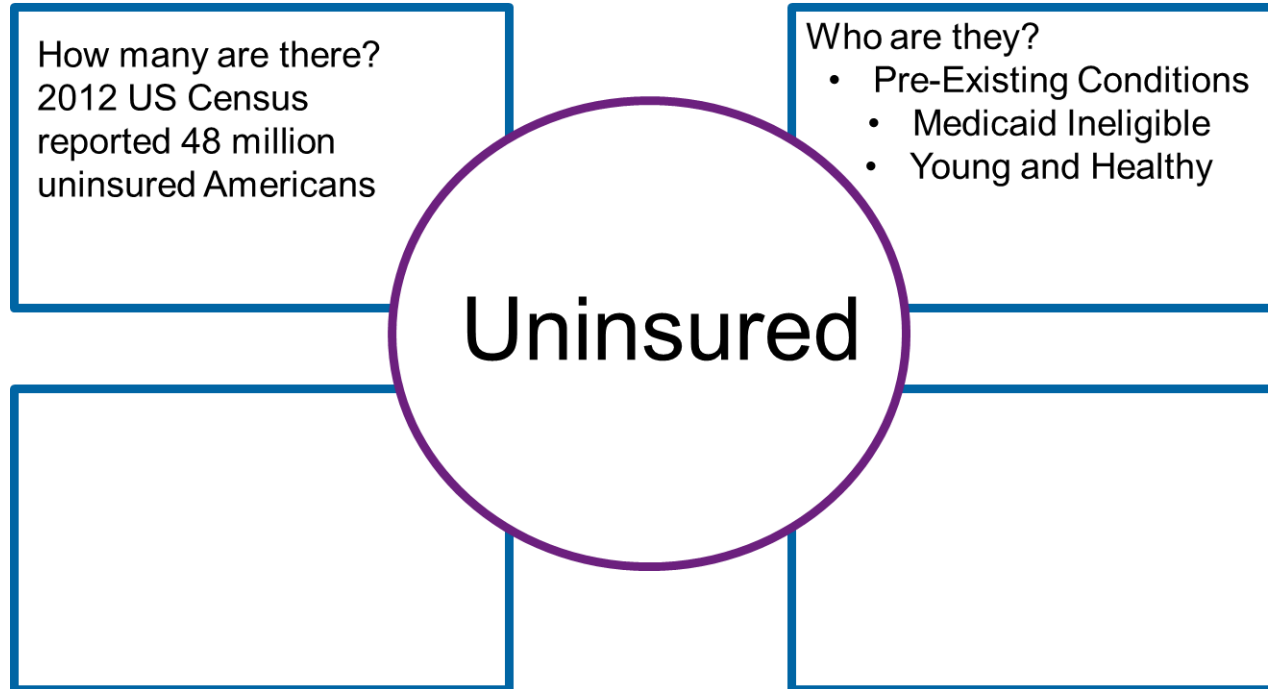 How many are there?
2012 US Census
reported 48 million
uninsured Americans
Who are they?
• Pre-Existing Conditions
• Medicaid Ineligible
• Young and Healthy
Uninsured